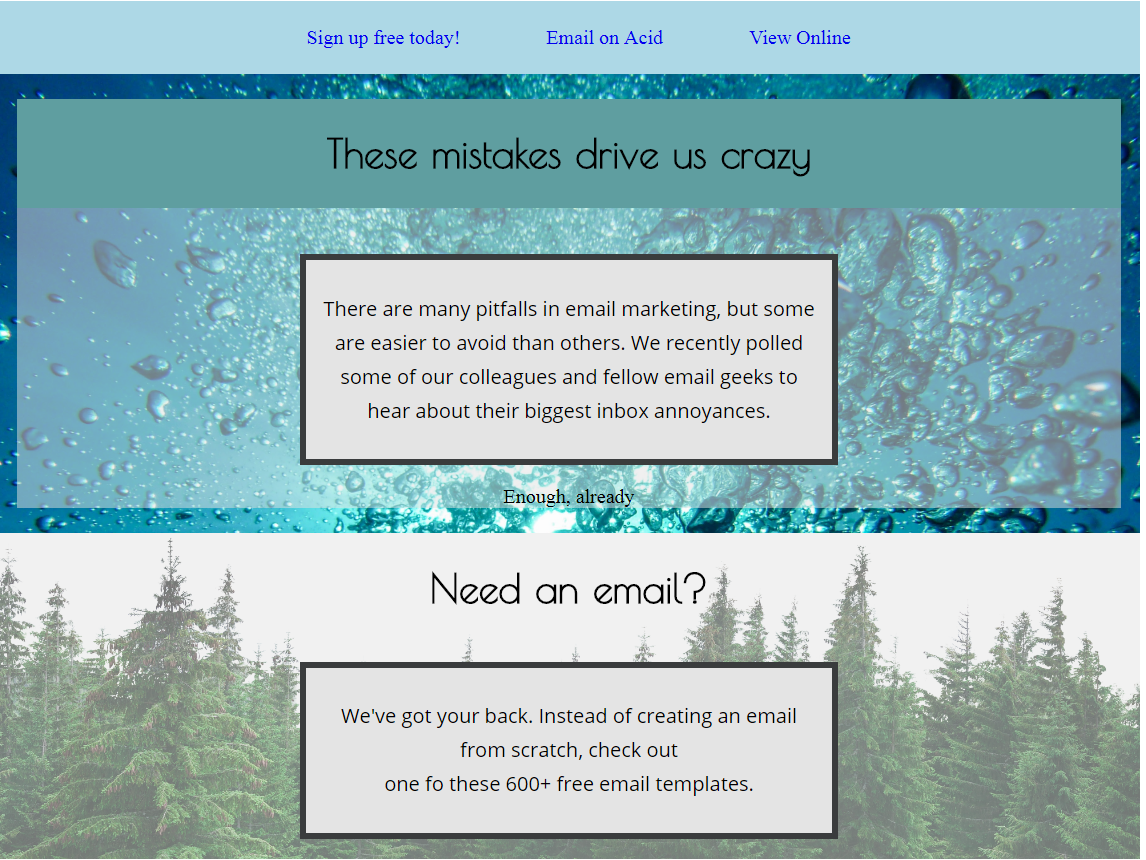 Sign up free today! Email on Acid View Online
These mistakes drive us crazy
There are many pitfalls in email marketing, but some
are easier to avoid than others. We recently polled
some of our colleagues and fellow email geeks to
hear about their biggest inbox annoyances.
Enough, already
Need an email?
We've got your back. Instead of creating an email
from scratch, check out
one fo these 600+ free email templates.